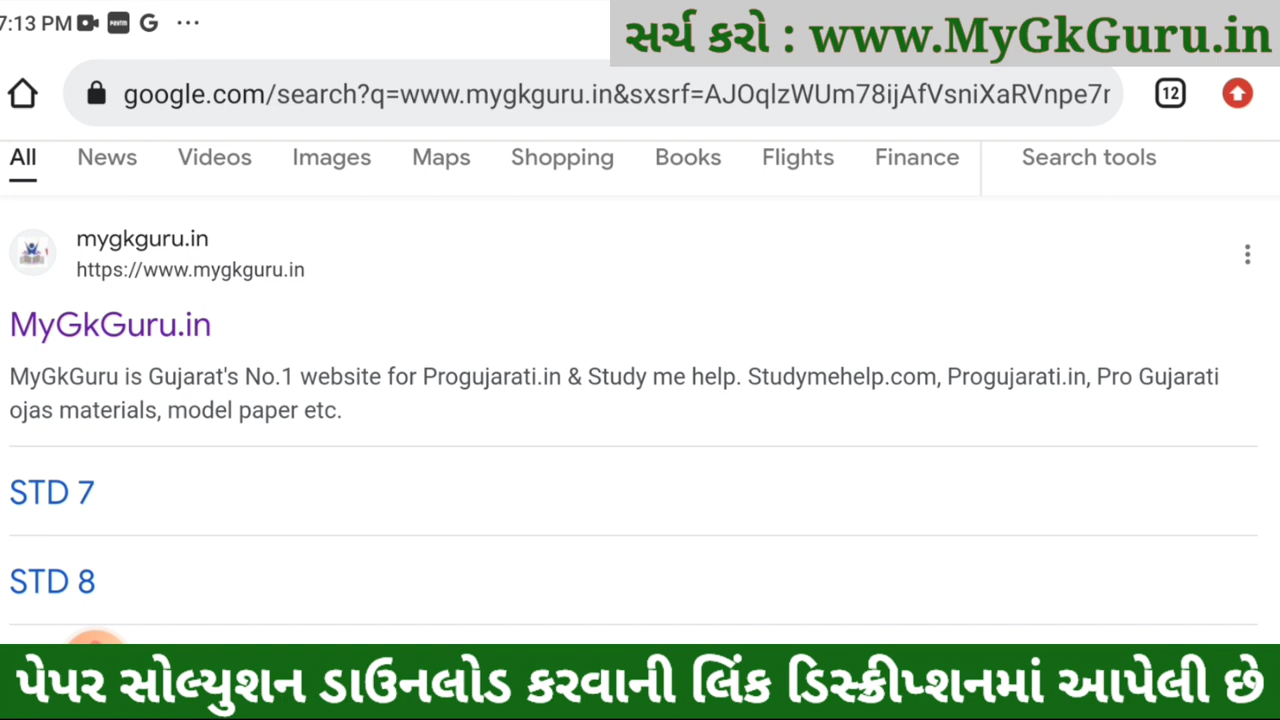 7:13 PM
સર્ચ કરો : www.MyGkGuru.in
google.com/search?q=www.mygkguru.in&sxsrf=AJOqlzWUm78ijAfVsniXaRVnpe7r
12
All News Videos Images Maps Shopping Books Flights Finance Search tools
mygkguru.in
https://www.mygkguru.in
MyGkGuru.in
MyGkGuru is Gujarat's No.1 website for Progujarati.in & Study me help. Studymehelp.com, Progujarati.in, Pro Gujarati
ojas materials, model paper etc.
STD 7
STD 8
પેપર સોલ્યુશન ડાઉનલોડ કરવાની લિંક ડિસ્ક્રીપ્શનમાં આપેલી છે